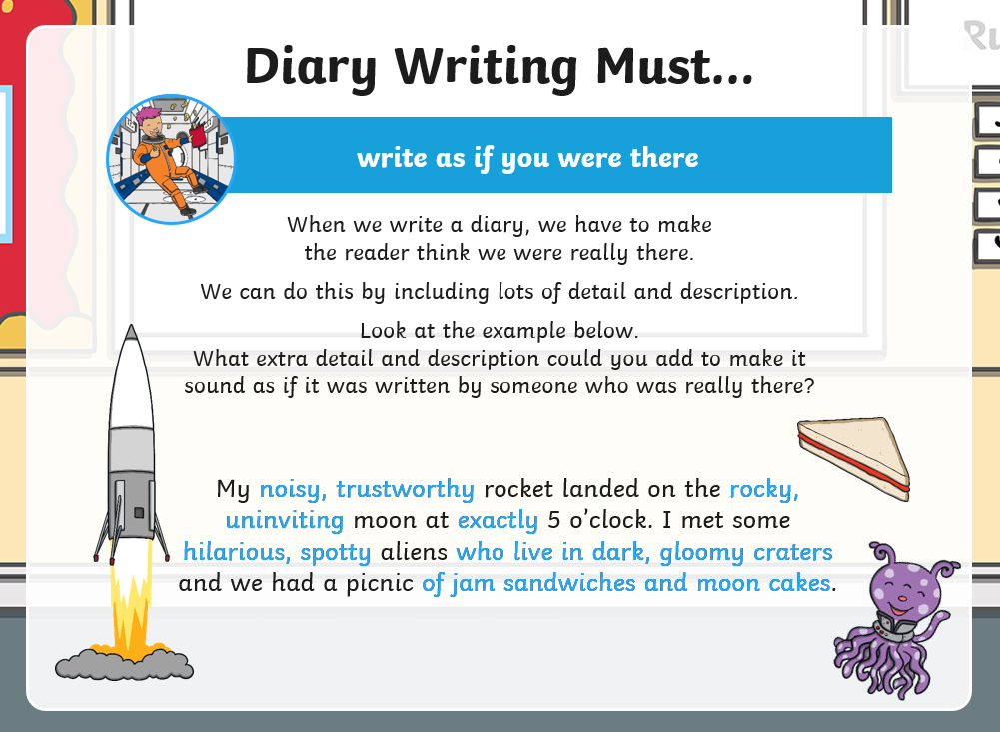 Diary Writing Must...
write as if you were there
When we write a diary, we have to make
the reader think we were really there.
We can do this by including lots of detail and description.
Look at the example below.
What extra detail and description could you add to make it
sound as if it was written by someone who was really there?
My noisy, trustworthy rocket landed on the rocky,
uninviting moon at exactly 5 o’clock. I met some
hilarious, spotty aliens who live in dark, gloomy craters
and we had a picnic of jam sandwiches and moon cakes.